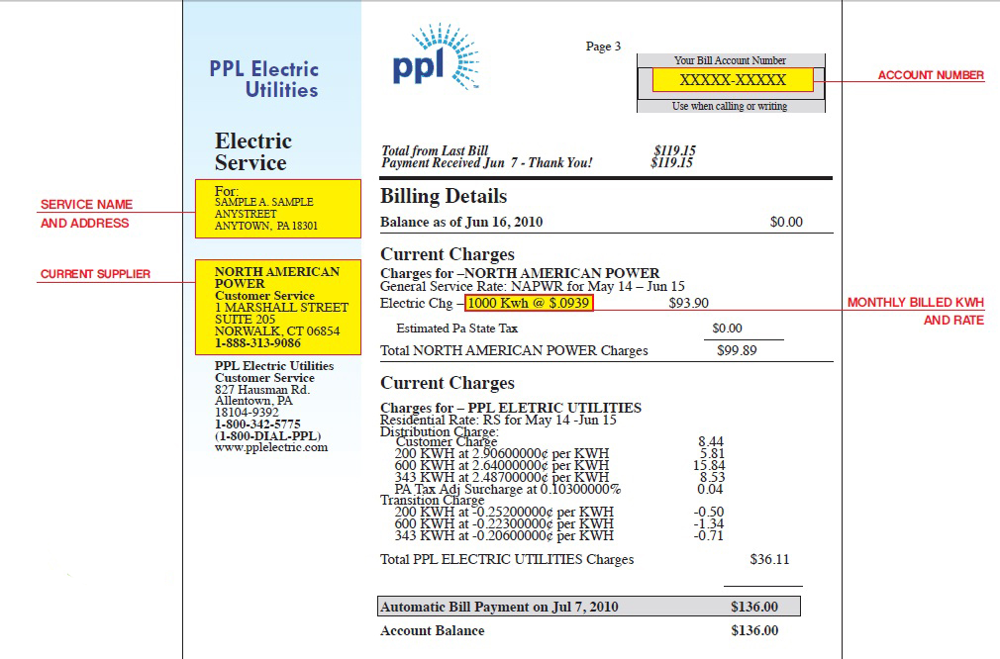 PPL Electric
Utilities
ppl
Page 3
Your Bill Account Number
XXXXX-XXXXX
Use when calling or writing
ACCOUNT NUMBER
Electric
Service
Total from Last Bill $119.15
Payment Received Jun 7 - Thank You! $119.15
SERVICE NAME
AND ADDRESS
For:
SAMPLE A. SAMPLE
ANYSTREET
ANYTOWN, PA 18301
Billing Details
Balance as of Jun 16, 2010 $0.00
CURRENT SUPPLIER
NORTH AMERICAN
POWER
Customer Service
1 MARSHALL STREET
SUITE 205
NORWALK, CT 06854
1-888-313-9086
PPL Electric Utilities
Customer Service
827 Hausman Rd.
Allentown, PA
18104-9392
1-800-342-5775
(1-800-DIAL-PPL)
www.pplelectric.com
Current Charges
Charges for –NORTH AMERICAN POWER
General Service Rate: NAPWR for May 14 – Jun 15
Electric Chg – 1000 Kwh @ $.0939 $93.90
MONTHLY BILLED KWH
AND RATE
Estimated Pa State Tax $0.00
Total NORTH AMERICAN POWER Charges $99.89
Current Charges
Charges for – PPL ELETRIC UTILITIES
Residential Rate: RS for May 14 -Jun 15
Distribution Charge:
Customer Charge 8.44
200 KWH at 2.90600000¢ per KWH 5.81
600 KWH at 2.64000000¢ per KWH 15.84
343 KWH at 2.48700000¢ per KWH 8.53
PA Tax Adj Surcharge at 0.10300000% 0.04
Transition Charge
200 KWH at -0.25200000¢ per KWH -0.50
600 KWH at -0.22300000¢ per KWH -1.34
343 KWH at -0.20600000¢ per KWH -0.71
Total PPL ELECTRIC UTILITIES Charges $36.11
Automatic Bill Payment on Jul 7, 2010 $136.00
Account Balance $136.00